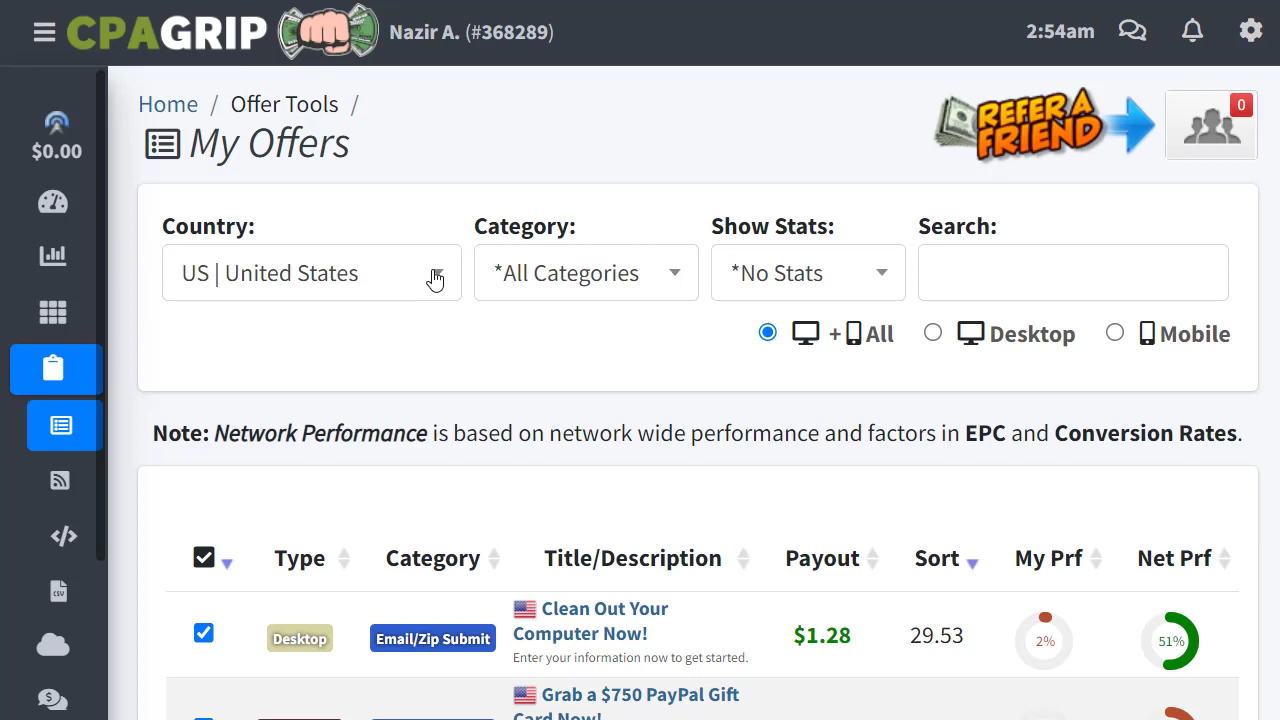 CPAGRIP Nazir A. (#368289) 2:54am
$0.00
Home / Offer Tools /
My Offers
REFER A FRIEND
0
Country: Category: Show Stats: Search:
US | United States *All Categories *No Stats
+ All Desktop Mobile
Note: Network Performance is based on network wide performance and factors in EPC and Conversion Rates.
Type Category Title/Description Payout Sort My Prf Net Prf
Desktop Email/Zip Submit Clean Out Your Computer Now! $1.28 29.53 2% 51%
Enter your information now to get started.
Grab a $750 PayPal Gift
Card Now!
CSV